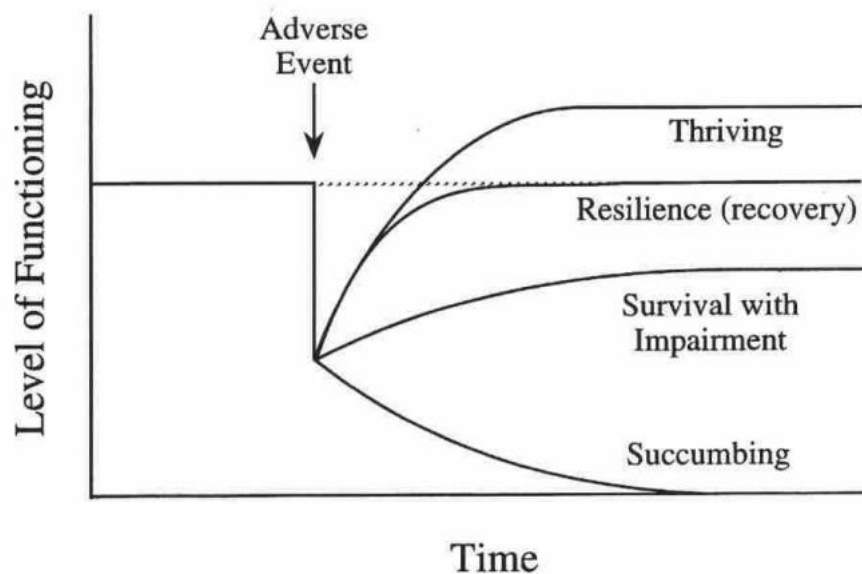 Adverse
Event
Level of Functioning
Thriving
Resilience (recovery)
Survival with
Impairment
Succumbing
Time